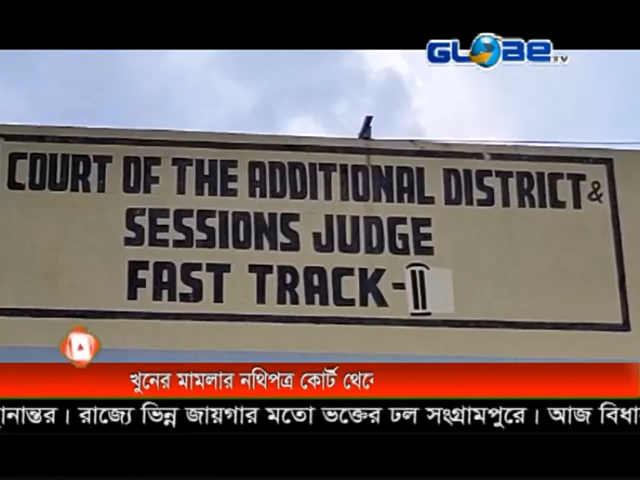 GLOBE TV
COURT OF THE ADDITIONAL DISTRICT &
SESSIONS JUDGE
FAST TRACK-II
খুনের মামলার নথিপত্র কোর্ট থেকে
ানান্তর। রাজ্যে ভিন্ন জায়গার মতো ভক্তের ঢল সংগ্রামপুরে। আজ বিধা